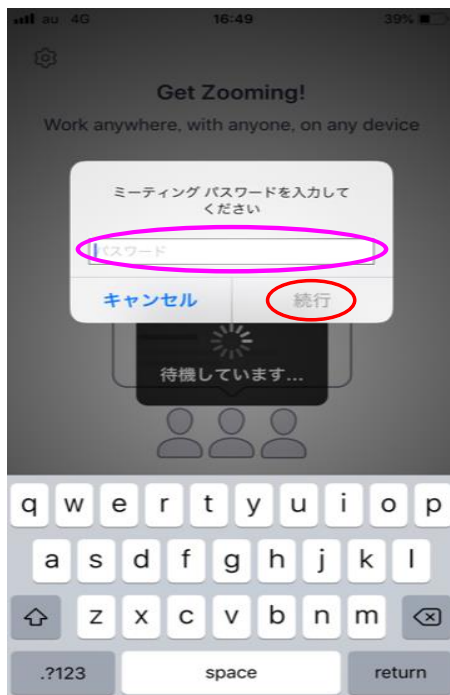 au 4G 16:49 39%
Get Zooming!
Work anywhere, with anyone, on any device
ミーティング パスワードを入力して
ください
パスワード
キャンセル 続行
待機しています...
q w e r t y u i o p
a s d f g h j k l
z x c v b n m
.?123 space return